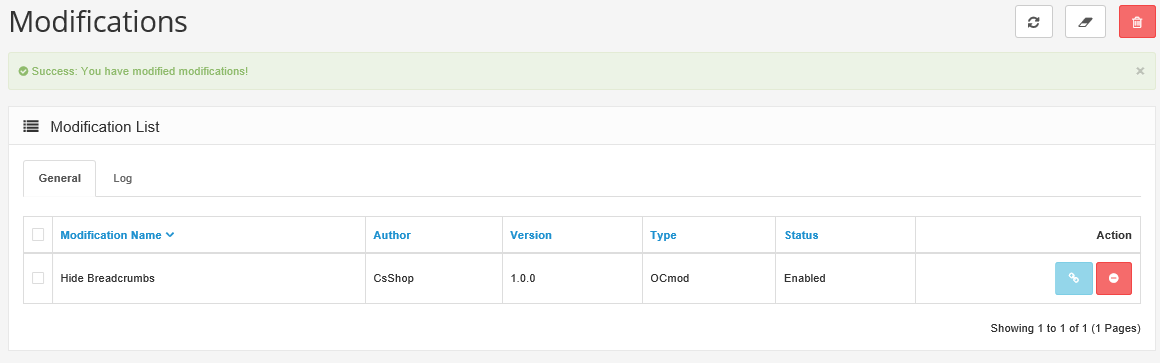 Modifications
Success: You have modified modifications!
Modification List
General Log
Modification Name Author Version Type Status Action
Hide Breadcrumbs CsShop 1.0.0 OCmod Enabled
Showing 1 to 1 of 1 (1 Pages)